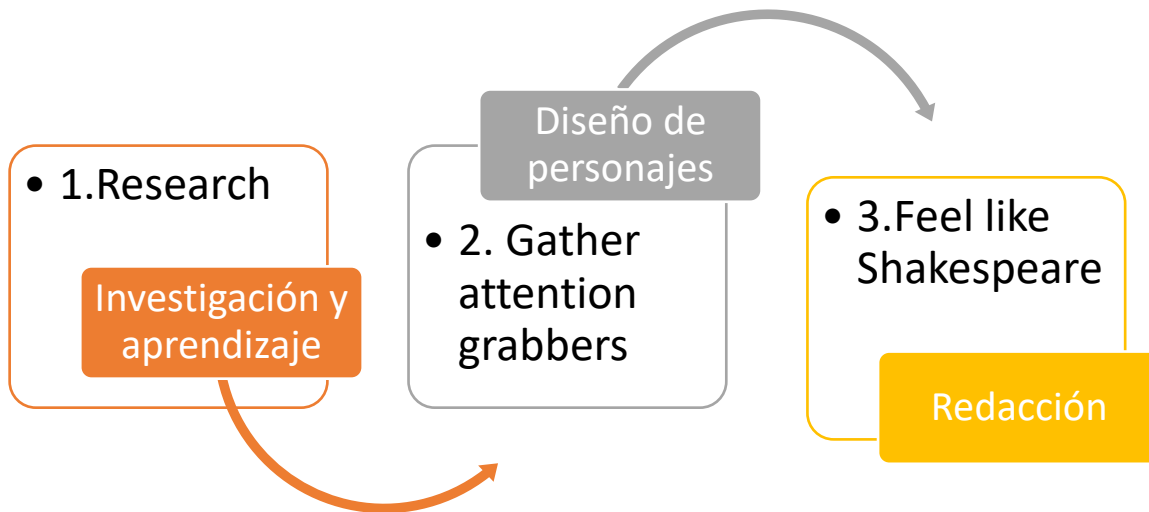 • 1.Research
Investigación y
aprendizaje
Diseño de
personajes
• 2. Gather
attention
grabbers
• 3.Feel like
Shakespeare
Redacción